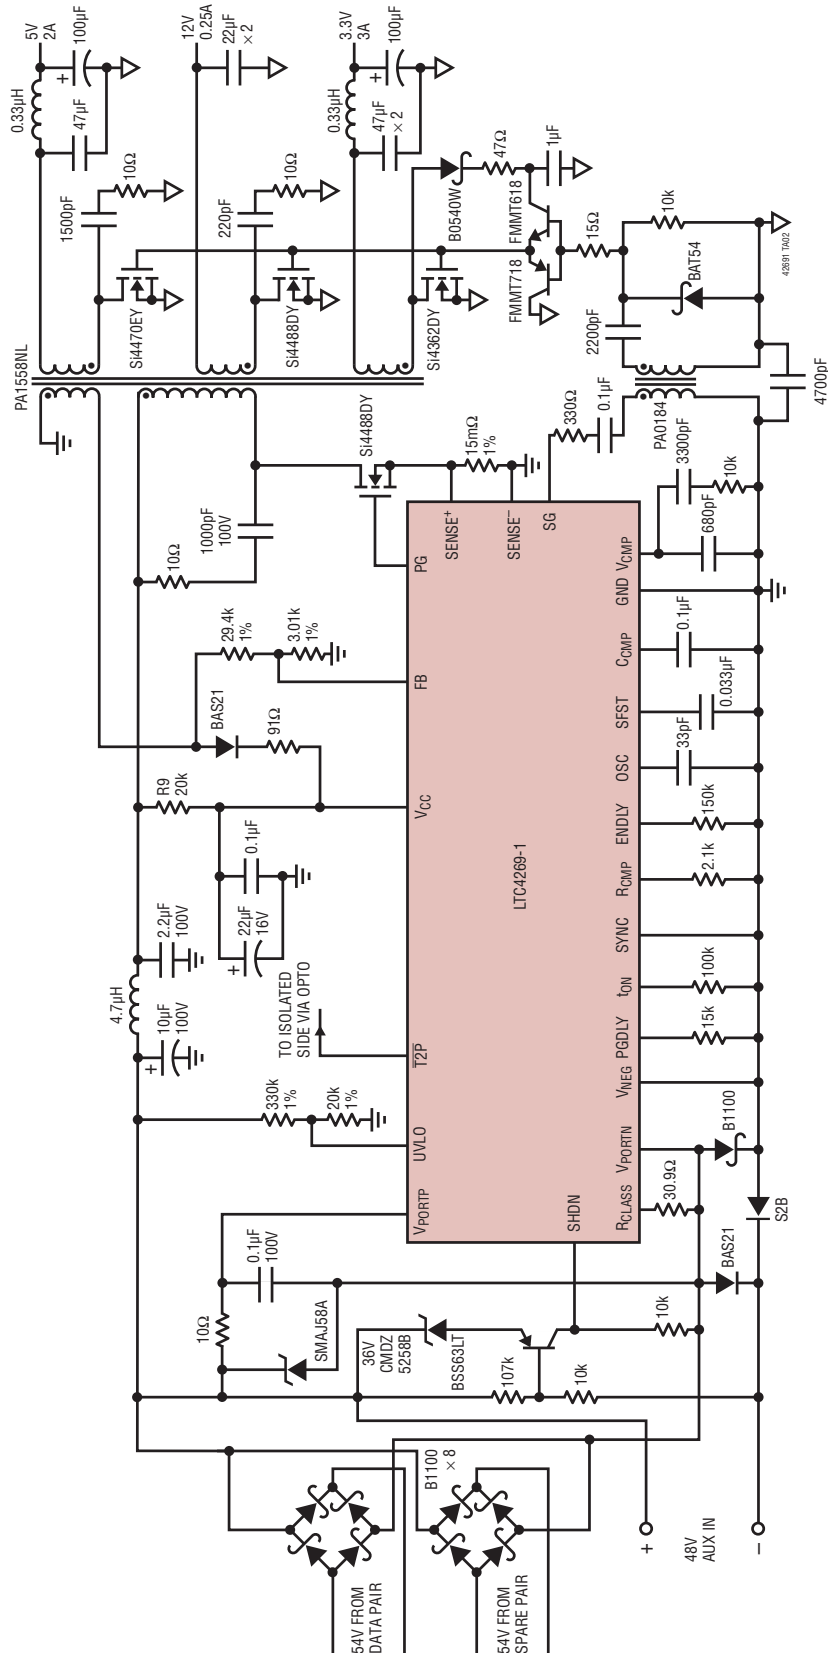 5V
2A
100µF
+
0.33µH
47µF
12V
0.25A
22µF
× 2
3.3V
3A
100µF
+
0.33µH
47µF
× 2
1500pF
10Ω
220pF
10Ω
B0540W
47Ω
1µF
FMMT618
FMMT718
15Ω
10k
BAT54
42691 TA02
2200pF
PA1558NL
Si4470EY
Si4488DY
Si4362DY
PA0184
4700pF
Si4488DY
15mΩ
1%
330Ω
0.1µF
1000pF
100V
10Ω
29.4k
1%
3.01k
1%
BAS21
91Ω
R9
20k
0.1µF
+
22µF
16V
2.2µF
100V
4.7µH
+
10µF
100V
TO ISOLATED
SIDE VIA OPTO
330k
1%
20k
1%
LTC4269-1
PG
SENSE+
SENSE–
SG
FB
VCC
T2P
UVLO
VPORTP
SHDN
VCMP
GND
CCMP
SFST
OSC
ENDLY
RCMP
SYNC
tON
PGDLY
VNEG
VPORTN
RCLASS
3300pF
10k
680pF
0.1µF
0.033µF
33pF
150k
2.1k
100k
15k
B1100
30.9Ω
S2B
BAS21
0.1µF
100V
10Ω
SMAJ58A
36V
CMDZ
5258B
BSS63LT
107k
10k
10k
B1100
× 8
54V FROM
DATA PAIR
54V FROM
SPARE PAIR
+
48V
AUX IN
–